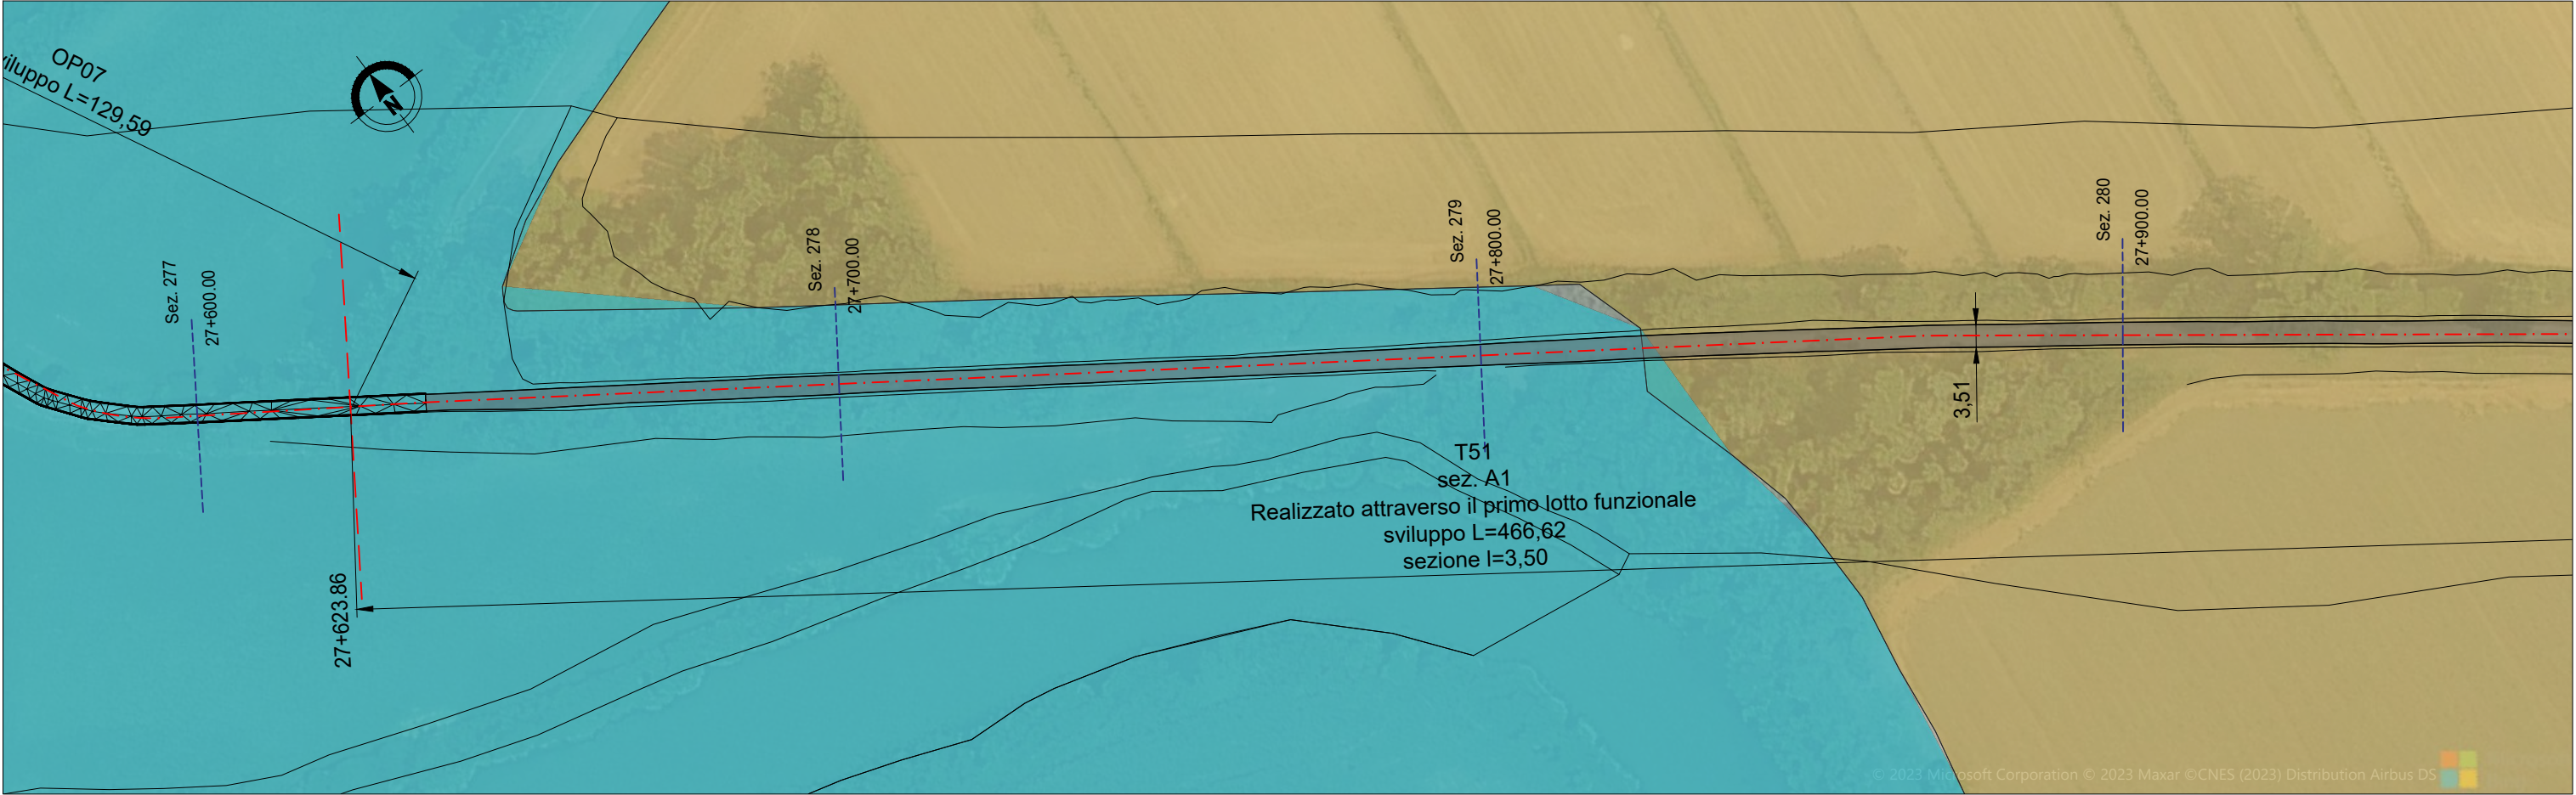 OP07
viluppo L=129,59
N
Sez. 277
27+600.00
27+623.86
Sez. 278
27+700.00
Sez. 279
27+800.00
T51
sez. A1
Realizzato attraverso il primo lotto funzionale
sviluppo L=466,62
sezione l=3,50
3,51
Sez. 280
27+900.00
© 2023 Microsoft Corporation © 2023 Maxar ©CNES (2023) Distribution Airbus DS